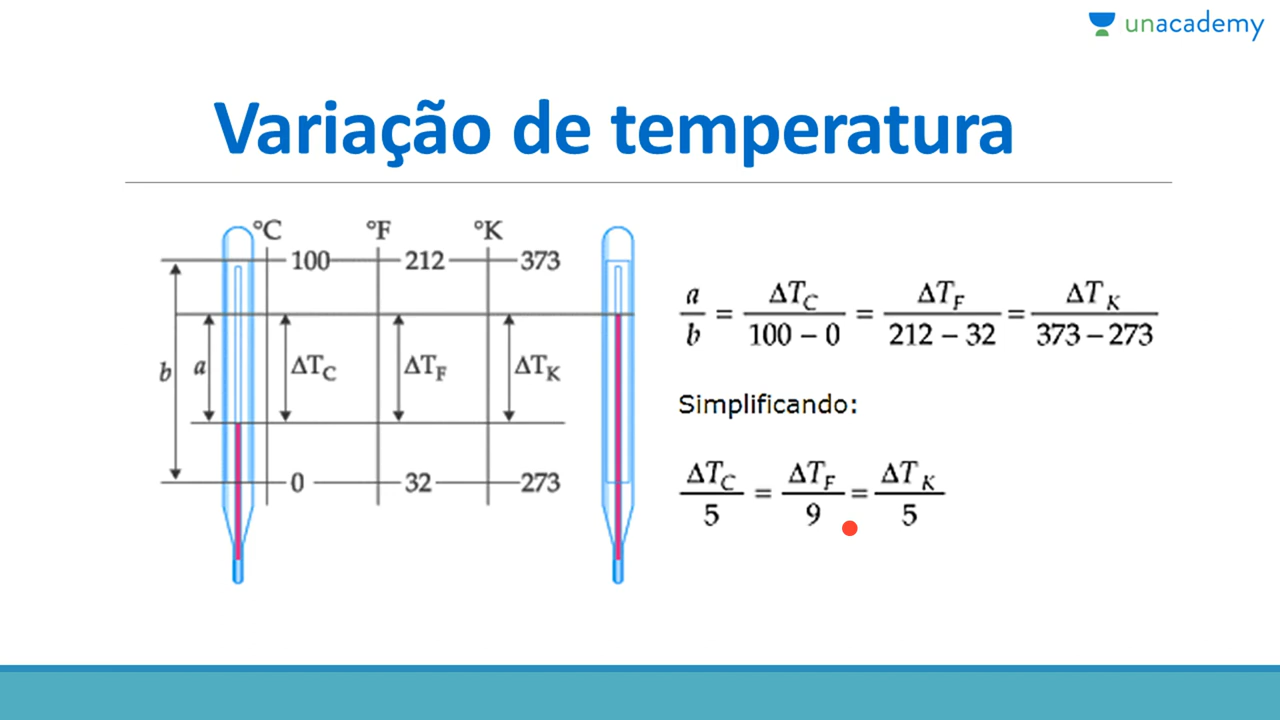 unacademy
Variação de temperatura
°C °F °K
100 212 373
b a ΔTC ΔTF ΔTK
0 32 273
a/b = ΔTC/(100 – 0) = ΔTF/(212 – 32) = ΔTK/(373 – 273)
Simplificando:
ΔTC/5 = ΔTF/9 = ΔTK/5